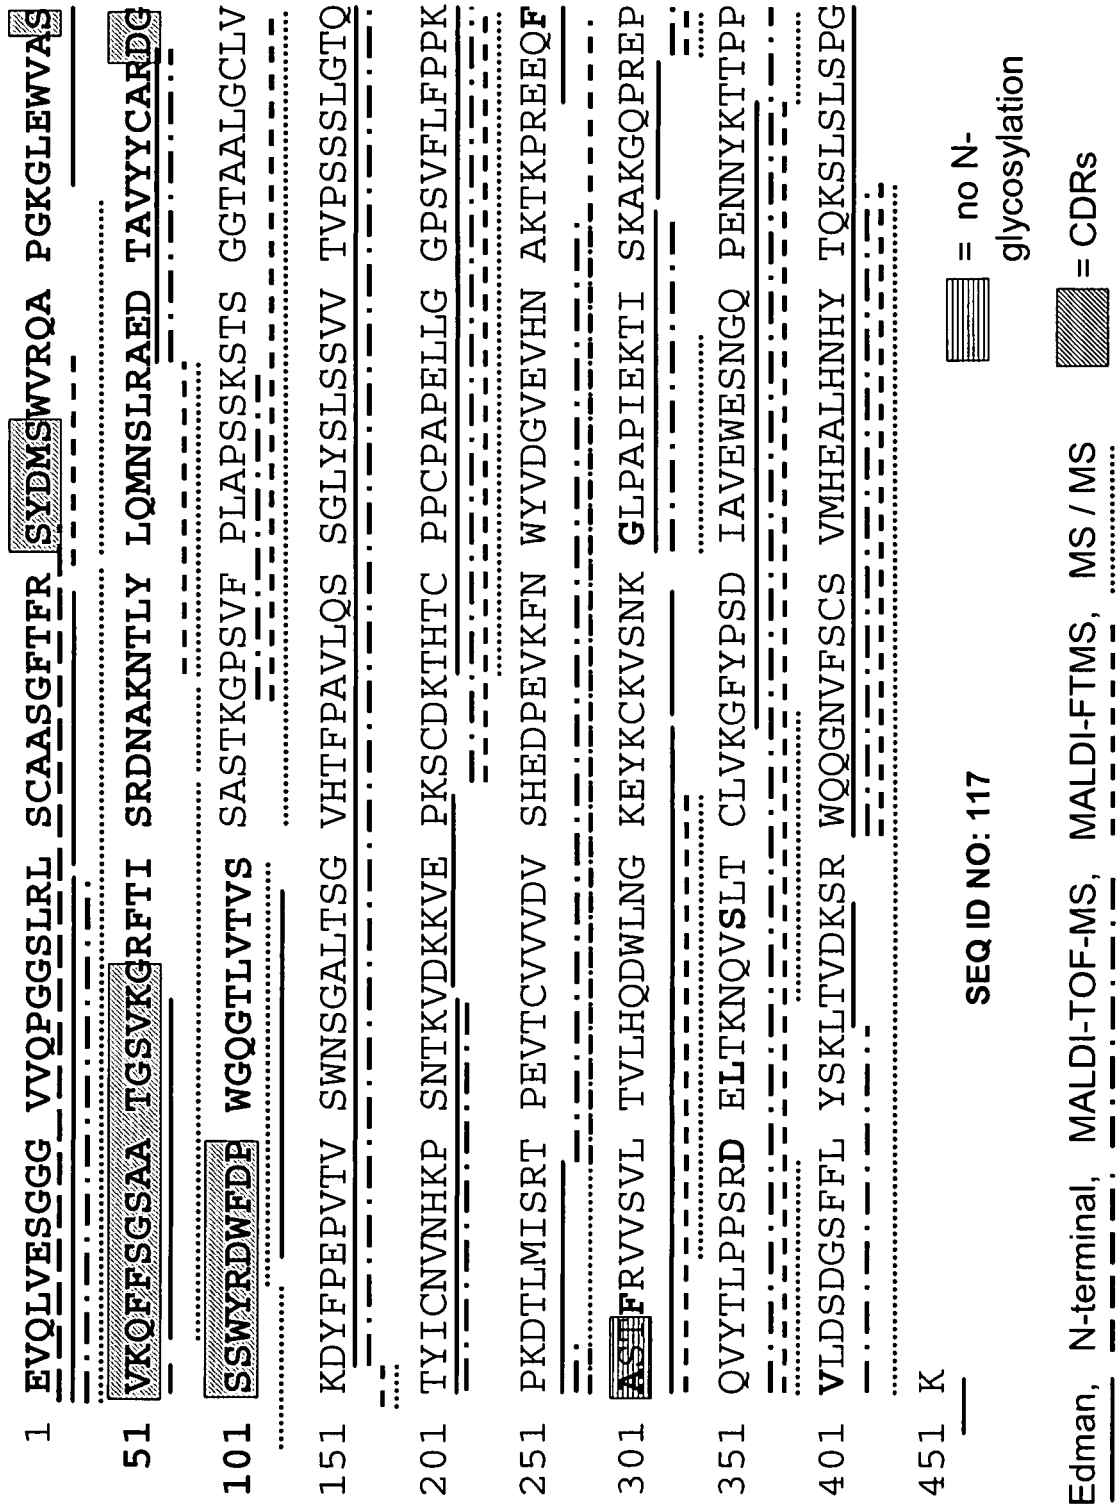 1 EVQLVESGGG VVQPGGSLRL SCAASGFTFR SYDMSWVRQA PGKGLEWVAS
51 VKQFFSGSAA TGSVKGRFTI SRDNAKNTLY LQMNSLRAED TAVYYCARDG
101 SSWYRDWFDP WGQGTLVTVS SASTKGPSVF PLAPSSKSTS GGTAALGCLV
151 KDYFPEPVTV SWNSGALTSG VHTFPAVLQS SGLYSLSSVV TVPSSSLGTQ
201 TYICNVNHKP SNTKVDKKVE PKSCDKTHTC PPCPAPELLG GPSVFLFPPK
251 PKDTLMISRT PEVTCVVVDV SHEDPEVKFN WYVDGVEVHN AKTKPREEQF
301 ASTFRVVSVL TVLHQDWLNG KEYKCKVSNK GLPAPIEKTI SKAKGQPREP
351 QVYTLPPSRD ELTKNQVSLT CLVKGFYPSD IAVEWESNGQ PENNYKTTPP
401 VLDSDGSFFL YSKLTVDKSR WQQGNVFSCS VMHEALHNHY TQKSLSLSPG
451 K
SEQ ID NO: 117
= no N-
glycosylation
= CDRs
Edman, N-terminal, MALDI-TOF-MS, MALDI-FTMS, MS / MS